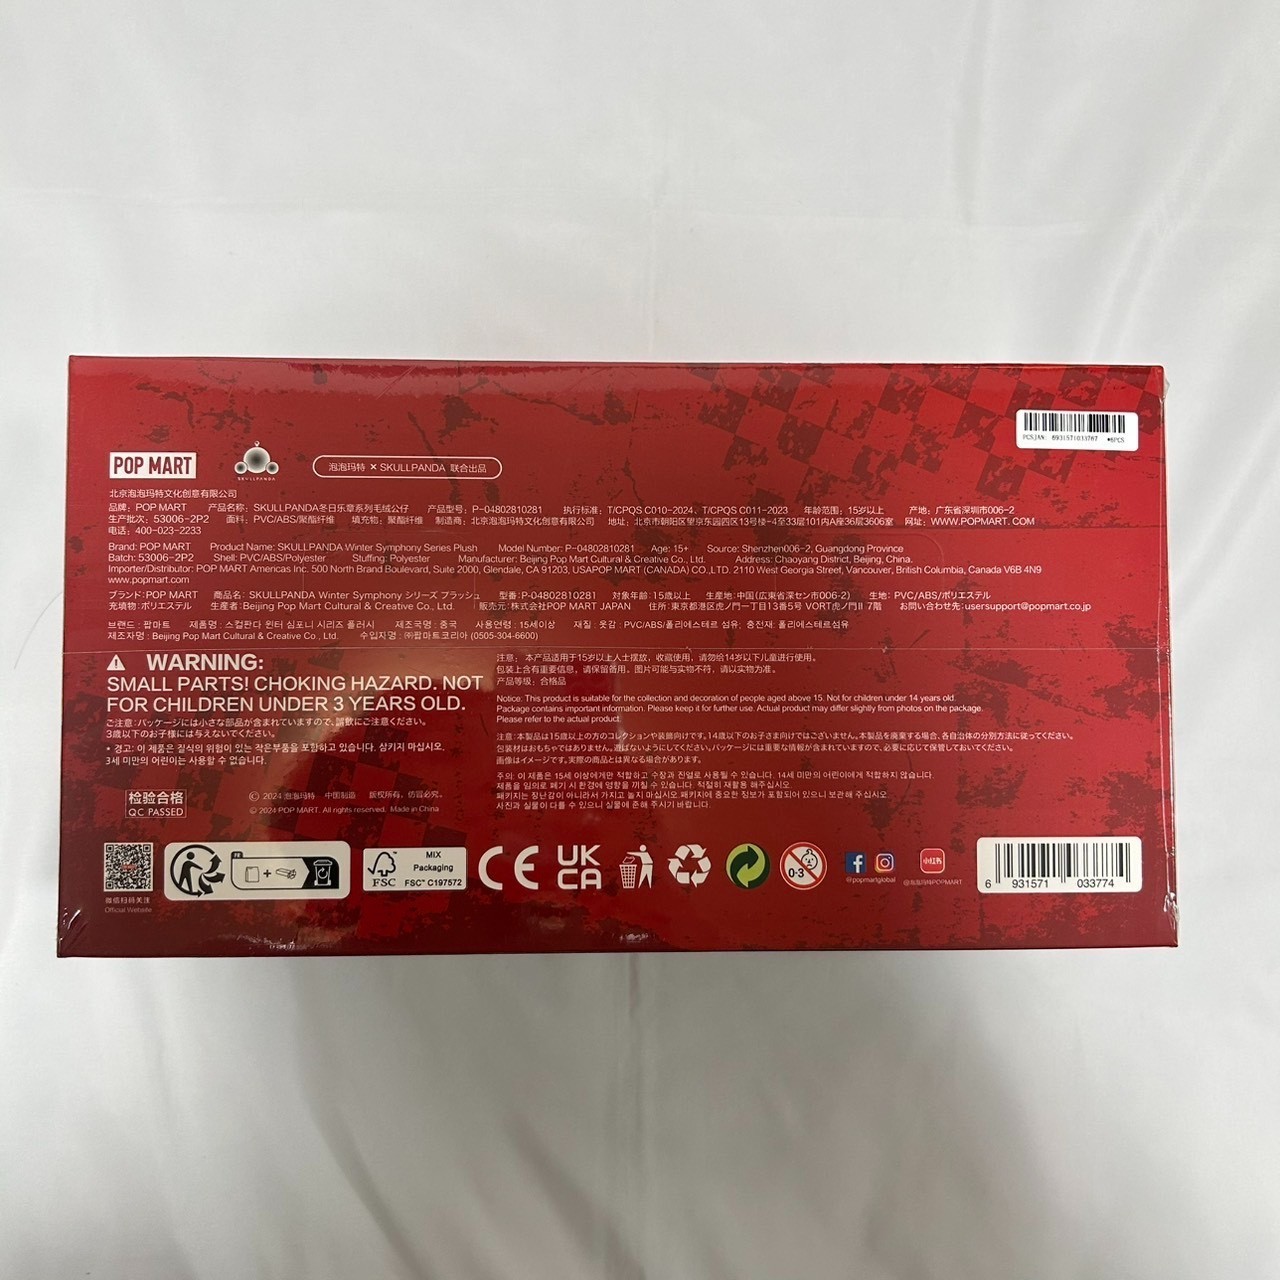 PCSJAN: 6931571033767 *6PCS
POP MART
SKULLPANDA
泡泡玛特 × SKULLPANDA 联合出品
北京泡泡玛特文化创意有限公司
品牌: POP MART 产品名称: SKULLPANDA冬日乐章系列毛绒公仔 产品型号: P-04802810281 执行标准: T/CPQS C010-2024、T/CPQS C011-2023 年龄范围: 15岁以上 产地: 广东省深圳市006-2
生产批次: 53006-2P2 面料: PVC/ABS/聚酯纤维 填充物: 聚酯纤维 制造商: 北京泡泡玛特文化创意有限公司 地址: 北京市朝阳区望京东园四区13号楼-4至33层101内A座36层3606室 网址: WWW.POPMART.COM
电话: 400-023-2233
Brand: POP MART Product Name: SKULLPANDA Winter Symphony Series Plush Model Number: P-04802810281 Age: 15+ Source: Shenzhen006-2, Guangdong Province
Batch: 53006-2P2 Shell: PVC/ABS/Polyester Stuffing: Polyester Manufacturer: Beijing Pop Mart Cultural & Creative Co., Ltd. Address: Chaoyang District, Beijing, China.
Importer/Distributor: POP MART Americas Inc. 500 North Brand Boulevard, Suite 2000, Glendale, CA 91203, USAPOP MART (CANADA) CO.,LTD. 2110 West Georgia Street, Vancouver, British Columbia, Canada V6B 4N9
www.popmart.com
ブランド: POP MART 商品名: SKULLPANDA Winter Symphony シリーズ プラッシュ 型番: P-04802810281 対象年齢: 15歳以上 生産地: 中国(広東省深セン市006-2) 生地: PVC/ABS/ポリエステル
充填物: ポリエステル 生産者: Beijing Pop Mart Cultural & Creative Co., Ltd. 販売元: 株式会社POP MART JAPAN 住所: 東京都港区虎ノ門一丁目13番5号 VORT虎ノ門II 7階 お問い合わせ先: usersupport@popmart.co.jp
브랜드 : 팝마트 제품명 : 스컬판다 윈터 심포니 시리즈 플러시 제조국명 : 중국 사용연령 : 15세이상 재질 : 옷감 : PVC/ABS/폴리에스테르 섬유; 충전재: 폴리에스테르섬유
제조자명 : Beijing Pop Mart Cultural & Creative Co., Ltd. 수입자명 : ㈜팝마트코리아 (0505-304-6600)
WARNING:
SMALL PARTS! CHOKING HAZARD. NOT
FOR CHILDREN UNDER 3 YEARS OLD.
ご注意: パッケージには小さな部品が含まれていますので、誤飲にご注意ください。
3歳以下のお子様には与えないでください。
* 경고: 이 제품은 질식의 위험이 있는 작은부품을 포함하고 있습니다. 삼키지 마십시오.
3세 미만의 어린이는 사용할 수 없습니다.
注意: 本产品适用于15岁以上人士摆放，收藏使用，请勿给14岁以下儿童进行使用。
包装上含有重要信息，请保留备用，图片可能与实物不符，请以实物为准。
产品等级: 合格品
Notice: This product is suitable for the collection and decoration of people aged above 15. Not for children under 14 years old.
Package contains important information. Please keep it for further use. Actual product may differ slightly from photos on the package.
Please refer to the actual product.
注意: 本製品は15歳以上の方のコレクションや装飾向けです。14歳以下のお子さま向けではございません。本製品を廃棄する場合、各自治体の分別方法に従ってください。
包装材はおもちゃではありません。遊ばないようにしてください。パッケージには重要な情報が含まれていますので、必要に応じて保管しておいてください。
画像はイメージです。実際の商品とは異なる場合があります。
주의: 이 제품은 15세 이상에게만 적합하고 수장과 진열로 사용될 수 있습니다. 14세 미만의 어린이에게 적합하지 않습니다.
제품을 임의로 폐기 시 환경에 영향을 끼칠 수 있습니다. 적절히 재활용 해주십시오.
패키지는 장난감이 아니라서 가지고 놀지 마십시오. 패키지에 중요한 정보가 포함되어 있으니 보관해 주십시오.
사진과 실물이 다를 수 있으니 실물에 준해 주시기 바랍니다.
检验合格
QC PASSED
© 2024 泡泡玛特 中国制造 版权所有，仿冒必究。
© 2024 POP MART. All rights reserved. Made in China
微信扫码关注
Official Website
FR
+
FSC
MIX
Packaging
FSC™ C197572
CE
UK
CA
0-3
@popmartglobal
小红书
@泡泡玛特POPMART
6 931571 033774